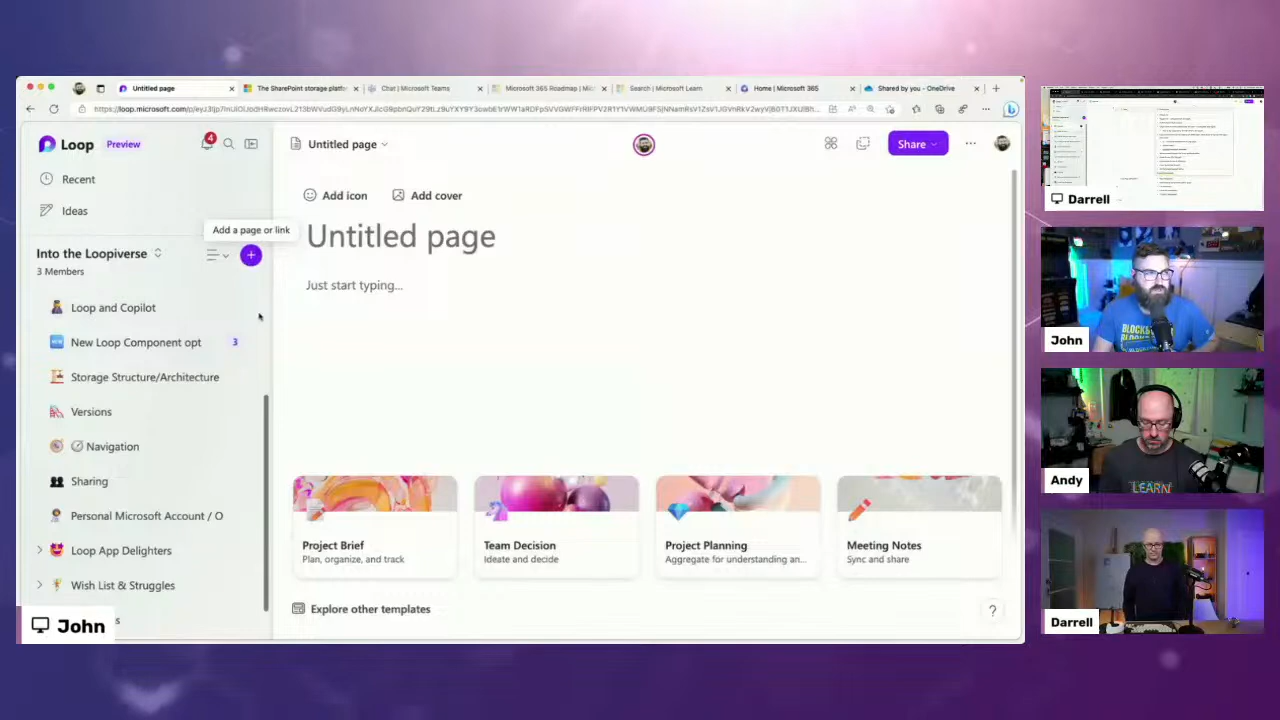 Untitled page
The SharePoint storage platf
Chat | Microsoft Teams
Microsoft 365 Roadmap | Mic
Search | Microsoft Learn
Home | Microsoft 365
Shared by you - OneDrive
Loop Preview
4
Untitled page
Share
Recent
Ideas
Add a page or link
Into the Loopiverse
3 Members
Loop and Copilot
New Loop Component opt 3
Storage Structure/Architecture
Versions
Navigation
Sharing
Personal Microsoft Account / O
Loop App Delighters
Wish List & Struggles
Add icon
Add cover
Untitled page
Just start typing...
Project Brief
Plan, organize, and track
Team Decision
Ideate and decide
Project Planning
Aggregate for understanding an...
Meeting Notes
Sync and share
Explore other templates
?
John
Darrell
John
Andy
LEARN
Darrell